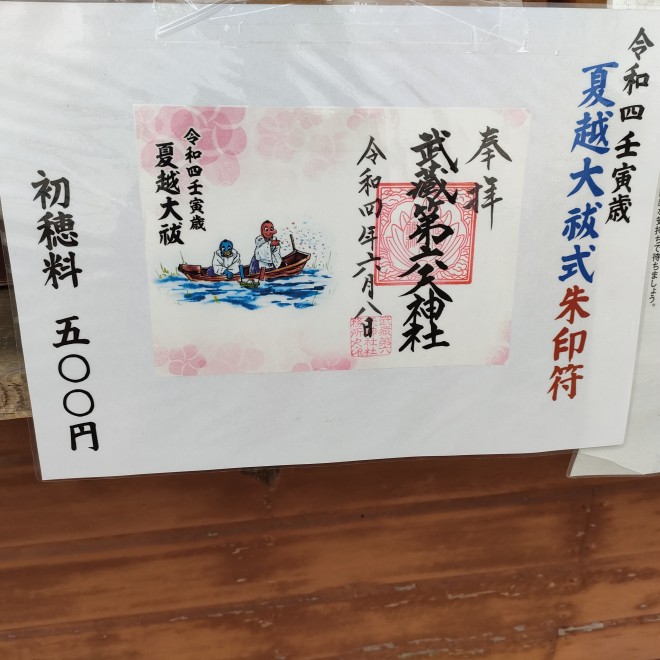 令和四壬寅歳
夏越大祓式朱印符
奉拝
武蔵第六天神社
令和四年六月八日
令和四壬寅歳
夏越大祓
初穂料 五〇〇円